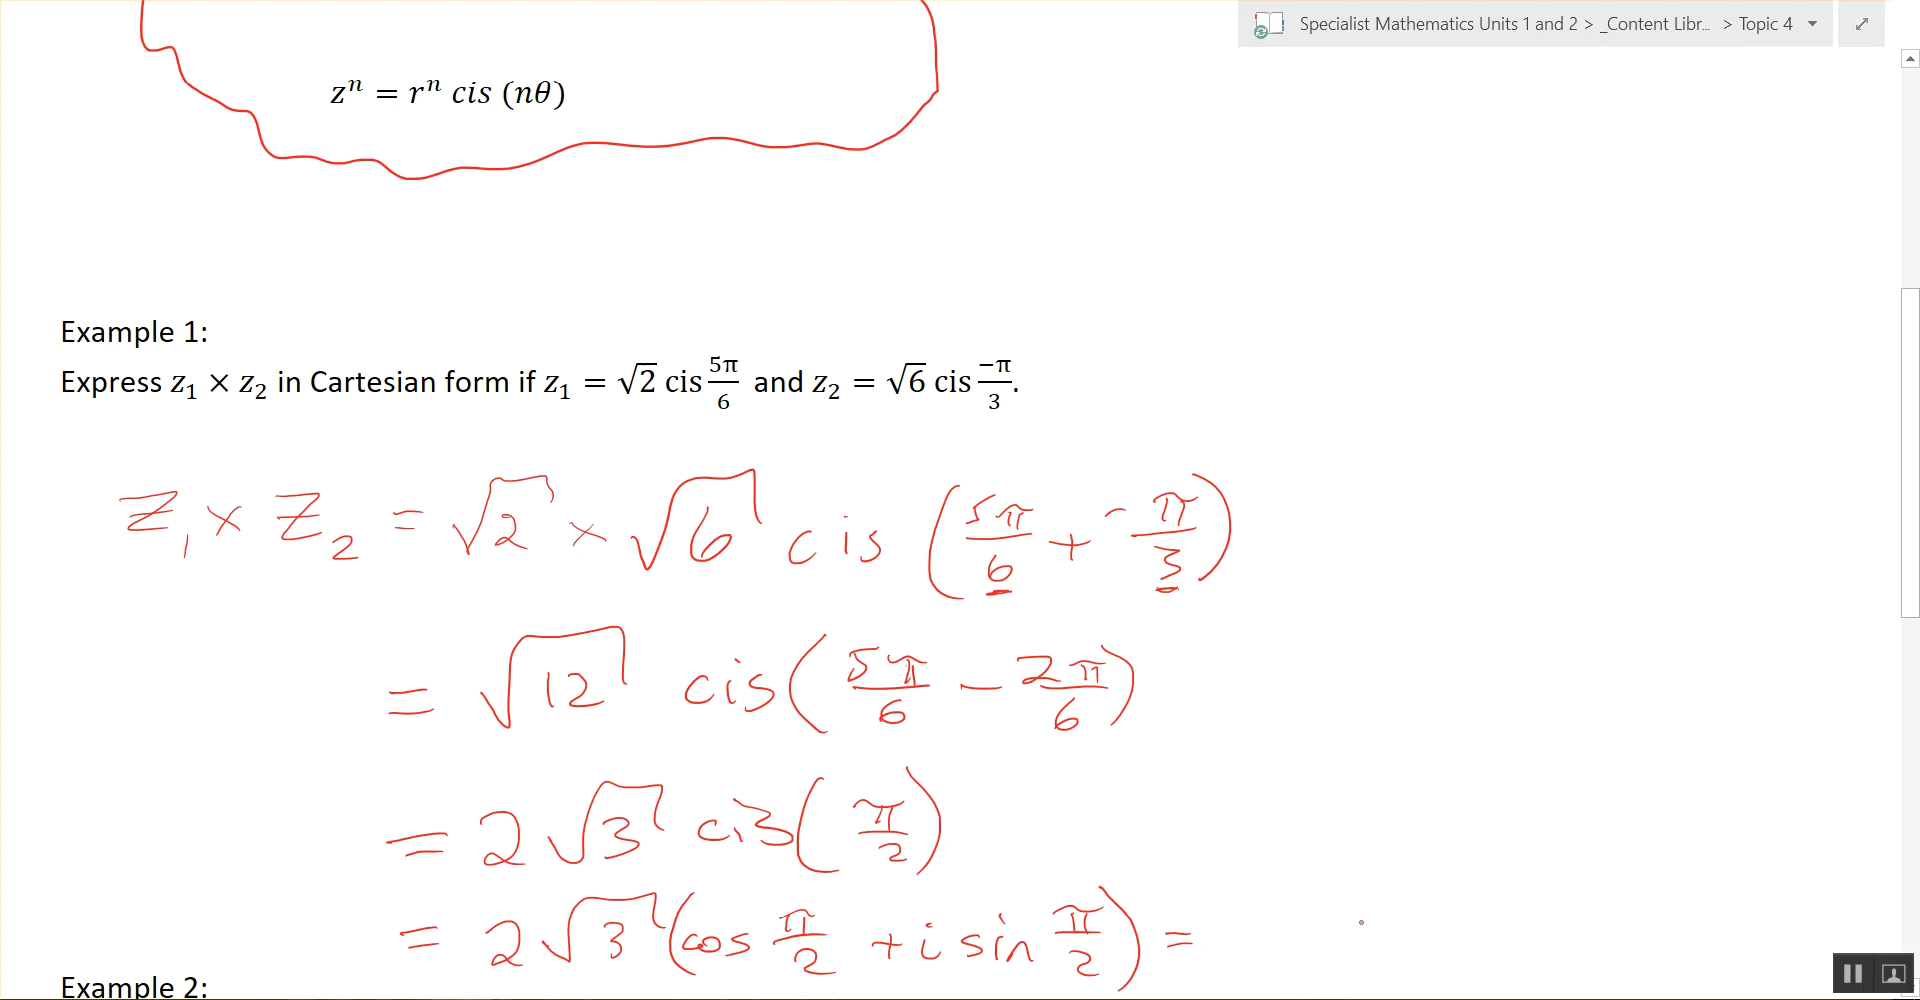 Specialist Mathematics Units 1 and 2 > _Content Libr... > Topic 4
zⁿ = rⁿ cis (nθ)
Example 1:
Express z₁ × z₂ in Cartesian form if z₁ = √2 cis 5π/6 and z₂ = √6 cis −π/3.
Z₁ × Z₂ = √2 × √6 cis (5π/6 + −π/3)
= √12 cis (5π/6 − 2π/6)
= 2√3 cis (π/2)
= 2√3 (cos π/2 + i sin π/2) =
Example 2: